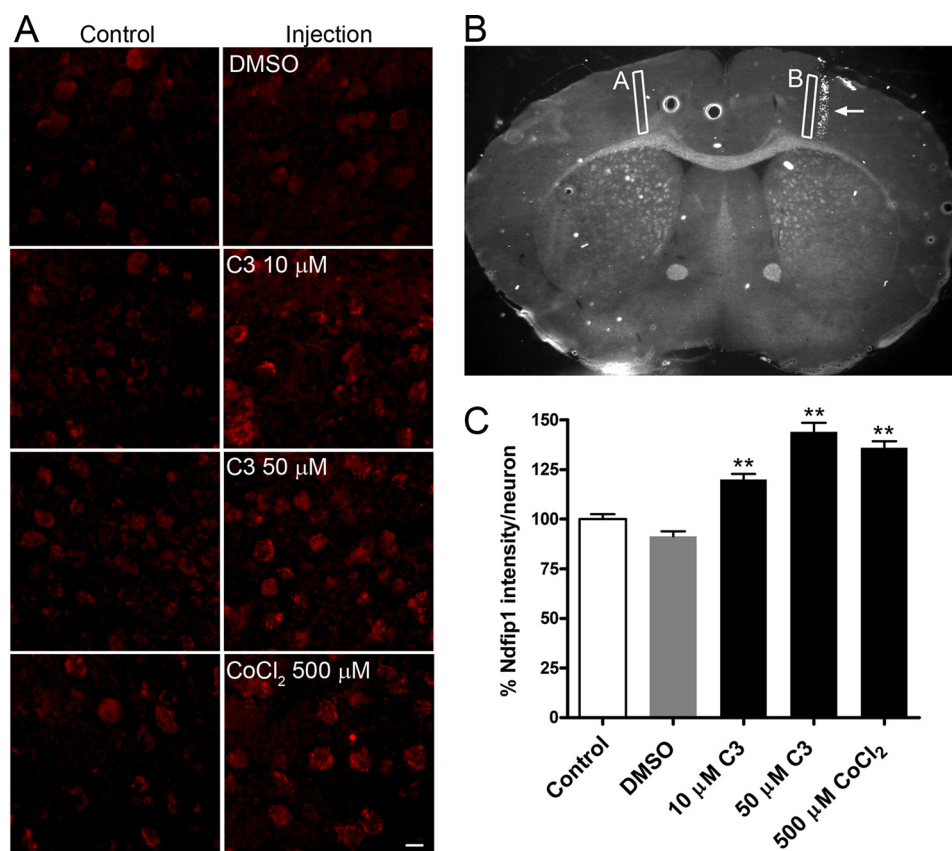 A
Control
Injection
DMSO
C3 10 μM
C3 50 μM
CoCl₂ 500 μM
B
A
B
C
% Ndfip1 intensity/neuron
150
125
100
75
50
25
0
**
**
**
Control
DMSO
10 μM C3
50 μM C3
500 μM CoCl₂